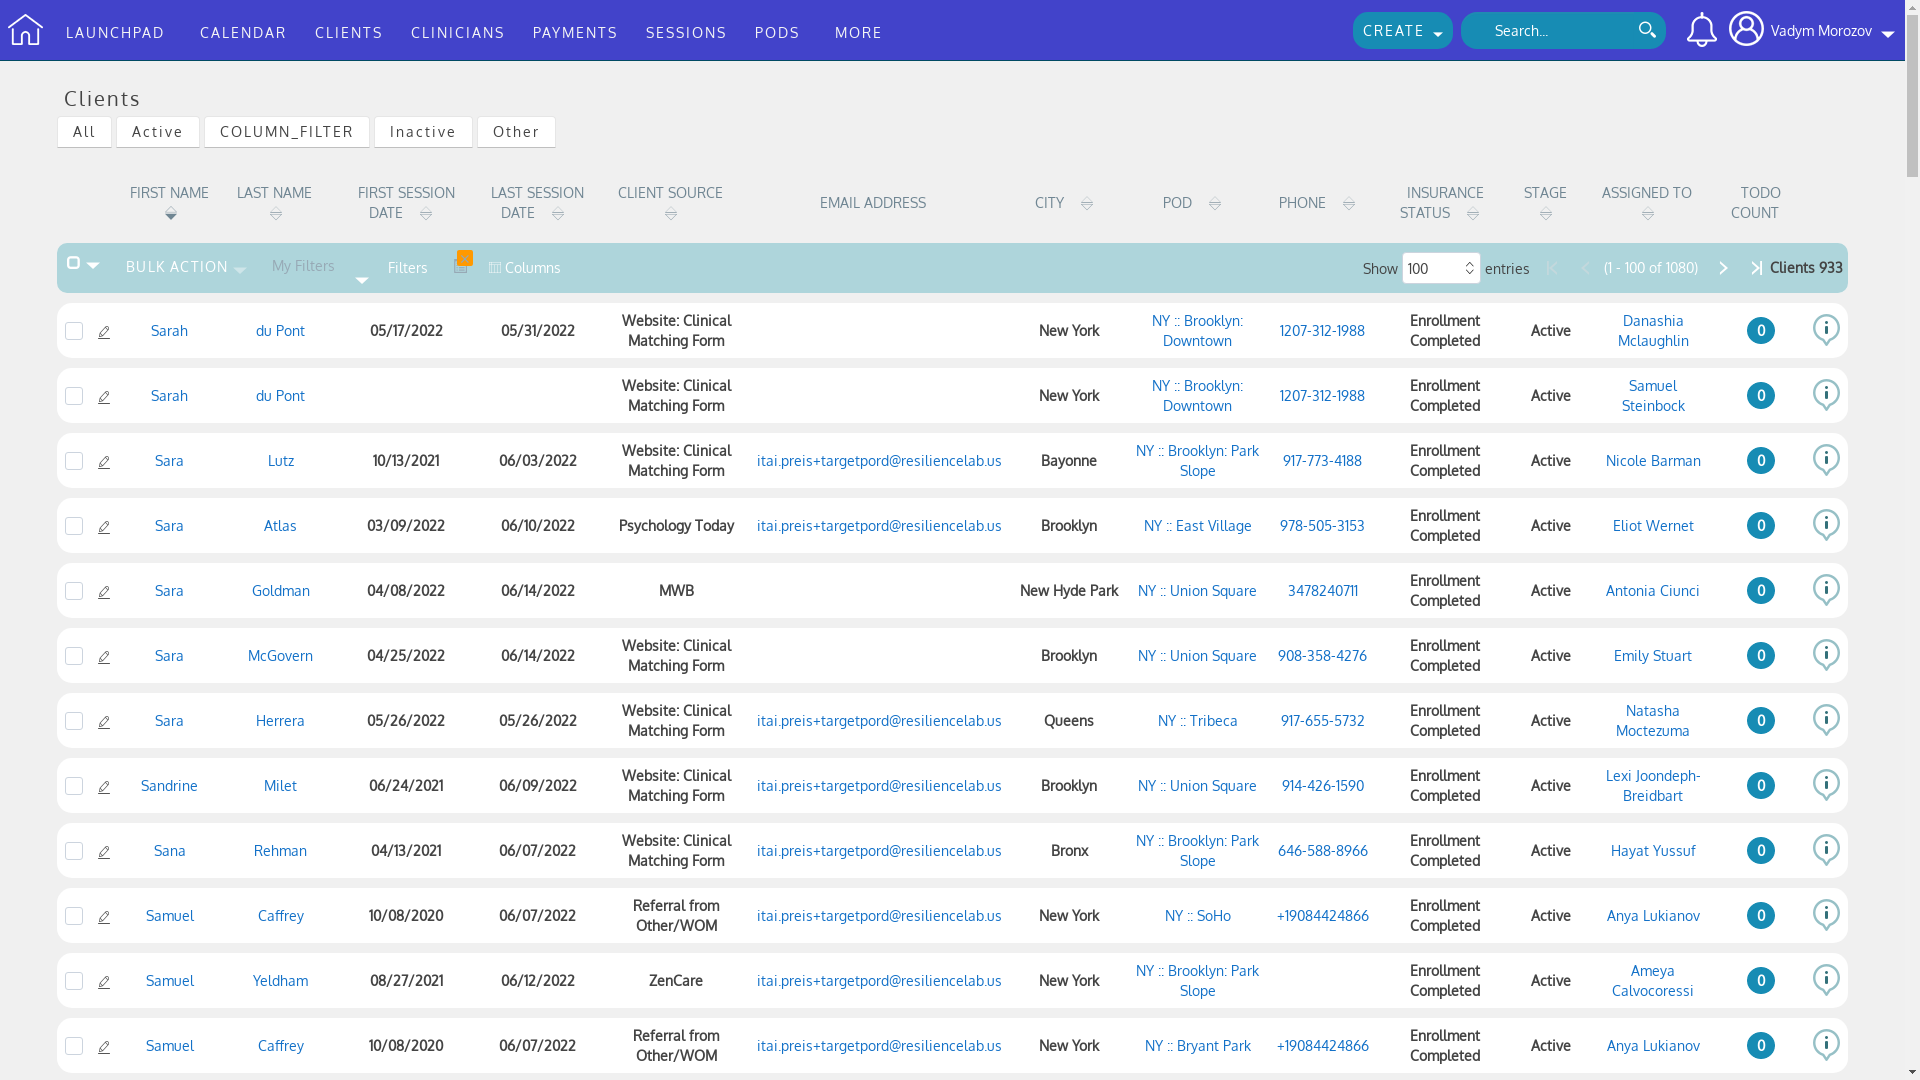 LAUNCHPAD CALENDAR CLIENTS CLINICIANS PAYMENTS SESSIONS PODS MORE CREATE Search... Vadym Morozov
Clients
All Active COLUMN_FILTER Inactive Other
FIRST NAME LAST NAME FIRST SESSION DATE LAST SESSION DATE CLIENT SOURCE EMAIL ADDRESS CITY POD PHONE INSURANCE STATUS STAGE ASSIGNED TO TODO COUNT
BULK ACTION My Filters Filters Columns Show 100 entries (1 - 100 of 1080) Clients 933
Sarah du Pont 05/17/2022 05/31/2022 Website: Clinical Matching Form New York NY :: Brooklyn: Downtown 1207-312-1988 Enrollment Completed Active Danashia Mclaughlin 0
Sarah du Pont Website: Clinical Matching Form New York NY :: Brooklyn: Downtown 1207-312-1988 Enrollment Completed Active Samuel Steinbock 0
Sara Lutz 10/13/2021 06/03/2022 Website: Clinical Matching Form itai.preis+targetpord@resiliencelab.us Bayonne NY :: Brooklyn: Park Slope 917-773-4188 Enrollment Completed Active Nicole Barman 0
Sara Atlas 03/09/2022 06/10/2022 Psychology Today itai.preis+targetpord@resiliencelab.us Brooklyn NY :: East Village 978-505-3153 Enrollment Completed Active Eliot Wernet 0
Sara Goldman 04/08/2022 06/14/2022 MWB New Hyde Park NY :: Union Square 3478240711 Enrollment Completed Active Antonia Ciunci 0
Sara McGovern 04/25/2022 06/14/2022 Website: Clinical Matching Form Brooklyn NY :: Union Square 908-358-4276 Enrollment Completed Active Emily Stuart 0
Sara Herrera 05/26/2022 05/26/2022 Website: Clinical Matching Form itai.preis+targetpord@resiliencelab.us Queens NY :: Tribeca 917-655-5732 Enrollment Completed Active Natasha Moctezuma 0
Sandrine Milet 06/24/2021 06/09/2022 Website: Clinical Matching Form itai.preis+targetpord@resiliencelab.us Brooklyn NY :: Union Square 914-426-1590 Enrollment Completed Active Lexi Joondeph-Breidbart 0
Sana Rehman 04/13/2021 06/07/2022 Website: Clinical Matching Form itai.preis+targetpord@resiliencelab.us Bronx NY :: Brooklyn: Park Slope 646-588-8966 Enrollment Completed Active Hayat Yussuf 0
Samuel Caffrey 10/08/2020 06/07/2022 Referral from Other/WOM itai.preis+targetpord@resiliencelab.us New York NY :: SoHo +19084424866 Enrollment Completed Active Anya Lukianov 0
Samuel Yeldham 08/27/2021 06/12/2022 ZenCare itai.preis+targetpord@resiliencelab.us New York NY :: Brooklyn: Park Slope Enrollment Completed Active Ameya Calvocoressi 0
Samuel Caffrey 10/08/2020 06/07/2022 Referral from Other/WOM itai.preis+targetpord@resiliencelab.us New York NY :: Bryant Park +19084424866 Enrollment Completed Active Anya Lukianov 0